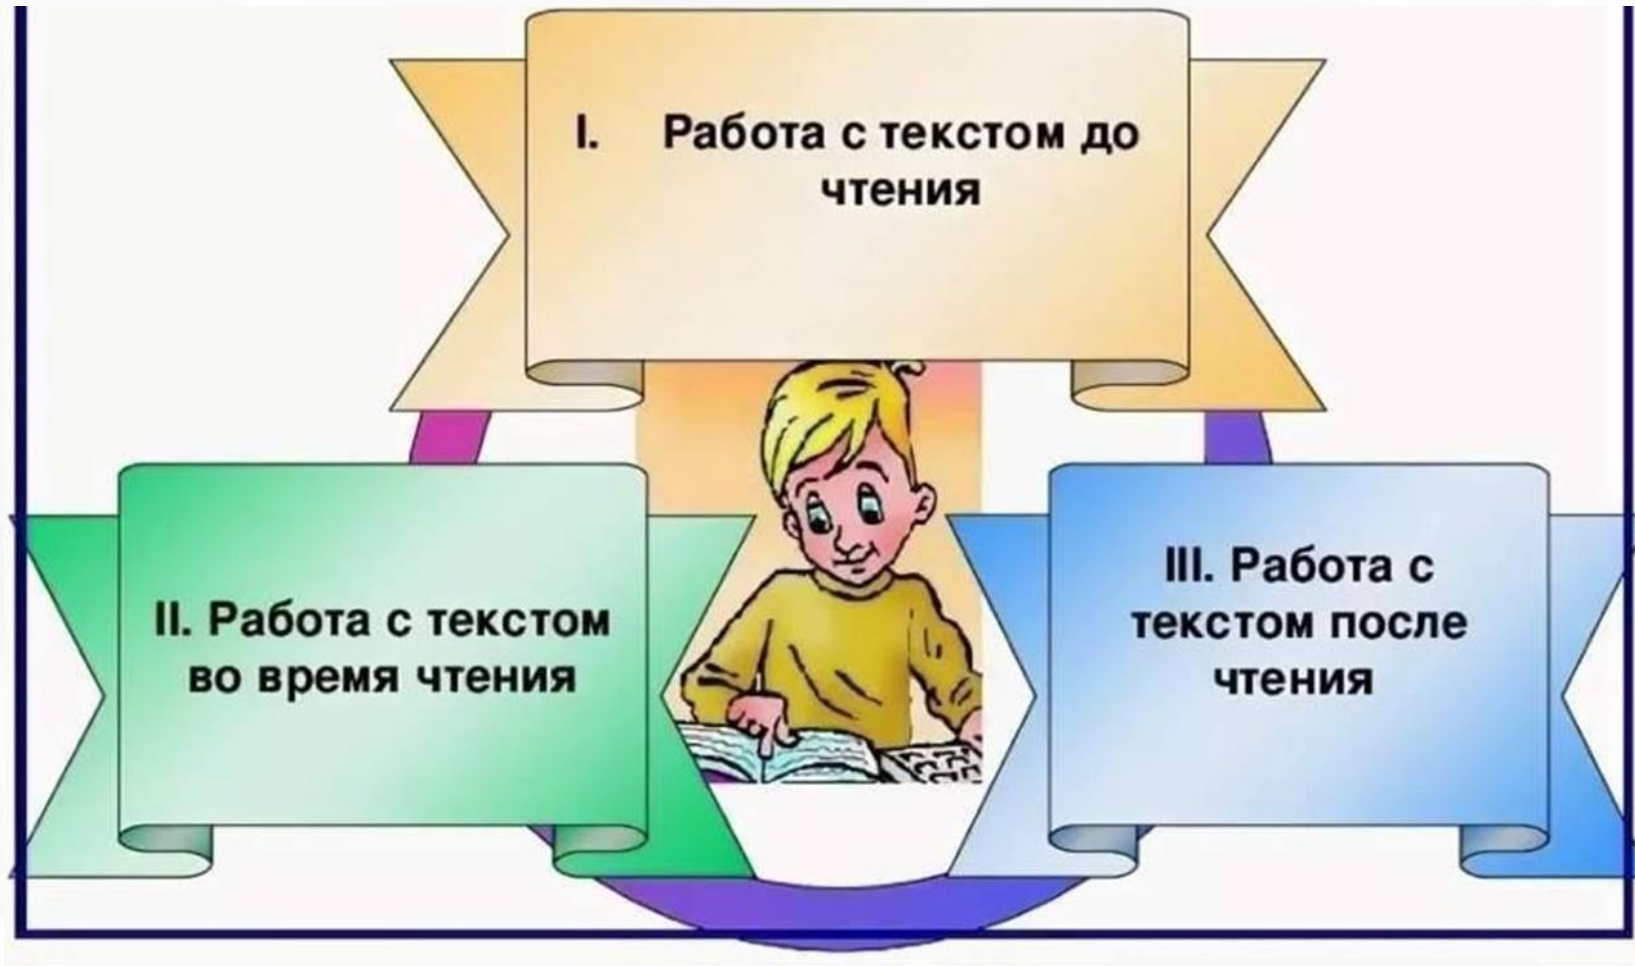 I. Работа с текстом до
чтения
II. Работа с текстом
во время чтения
III. Работа с
текстом после
чтения